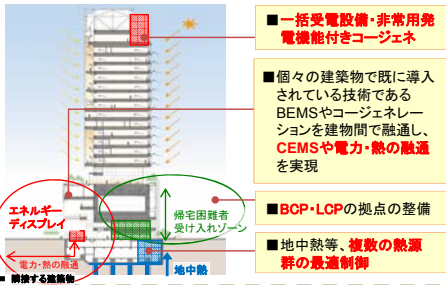 ■一括受電設備・非常用発
電機能付きコージェネ
■個々の建築物で既に導入
されている技術である
BEMSやコージェネレー
ションを建物間で融通し、
CEMSや電力・熱の融通
を実現
■BCP・LCPの拠点の整備
■地中熱等、複数の熱源
群の最適制御
エネルギー
ディスプレイ
帰宅困難者
受け入れゾーン
電力・熱の融通
■ 隣接する建築物
地中熱